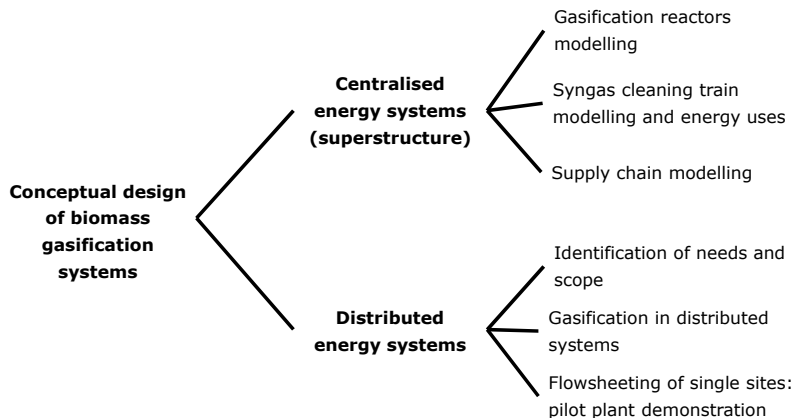 Gasification reactors
modelling
Centralised
energy systems
(superstructure)
Syngas cleaning train
modelling and energy uses
Supply chain modelling
Conceptual design
of biomass
gasification
systems
Identification of needs and
scope
Distributed
energy systems
Gasification in distributed
systems
Flowsheeting of single sites:
pilot plant demonstration